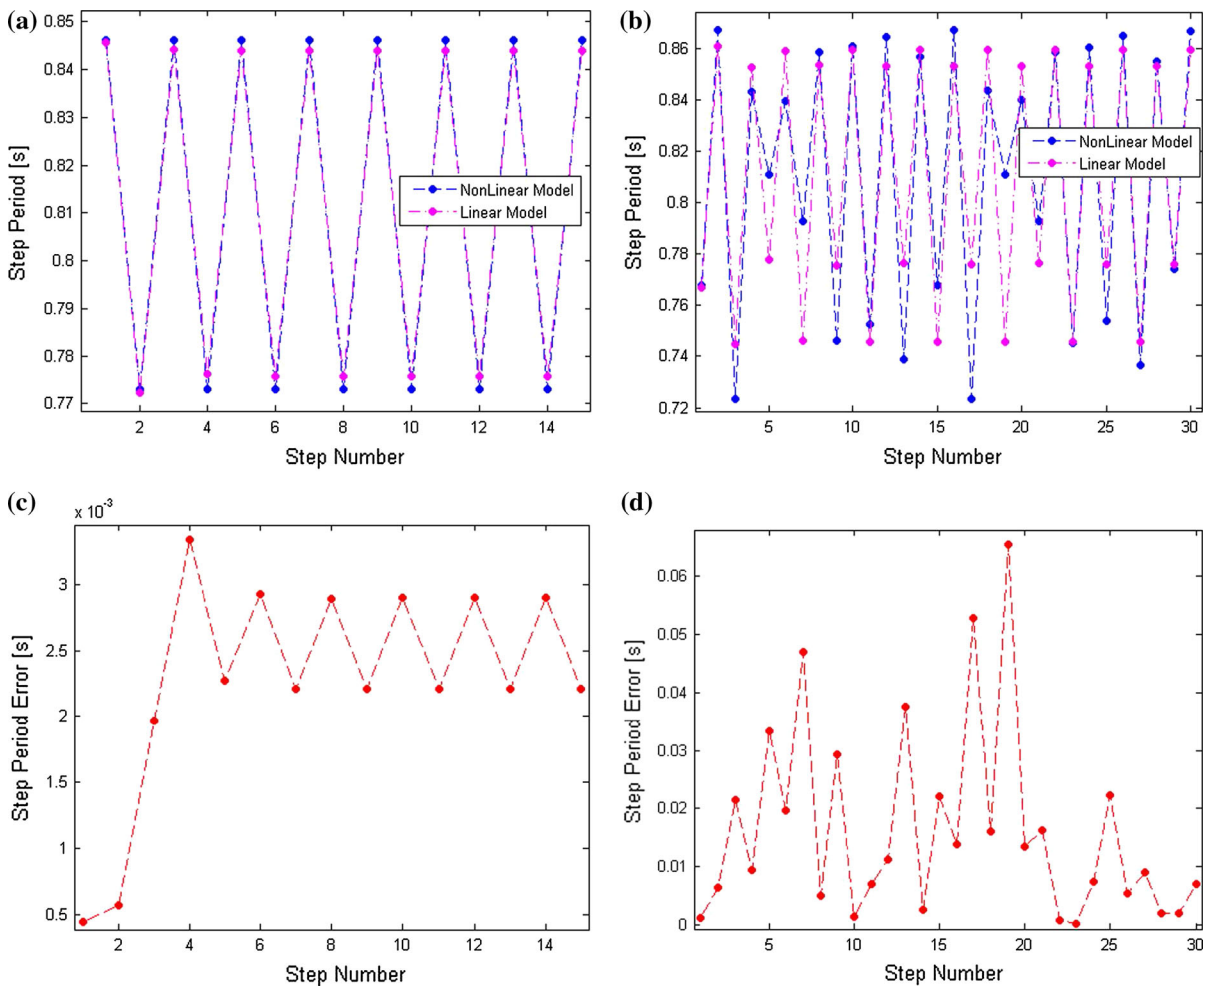 (a)
0.85
0.84
0.83
0.82
0.81
0.8
0.79
0.78
0.77
Step Period [s]
NonLinear Model
Linear Model
2 4 6 8 10 12 14
Step Number
(b)
0.86
0.84
0.82
0.8
0.78
0.76
0.74
0.72
Step Period [s]
NonLinear Model
Linear Model
5 10 15 20 25 30
Step Number
(c)
x 10⁻³
3
2.5
2
1.5
1
0.5
Step Period Error [s]
2 4 6 8 10 12 14
Step Number
(d)
0.06
0.05
0.04
0.03
0.02
0.01
0
Step Period Error [s]
5 10 15 20 25 30
Step Number